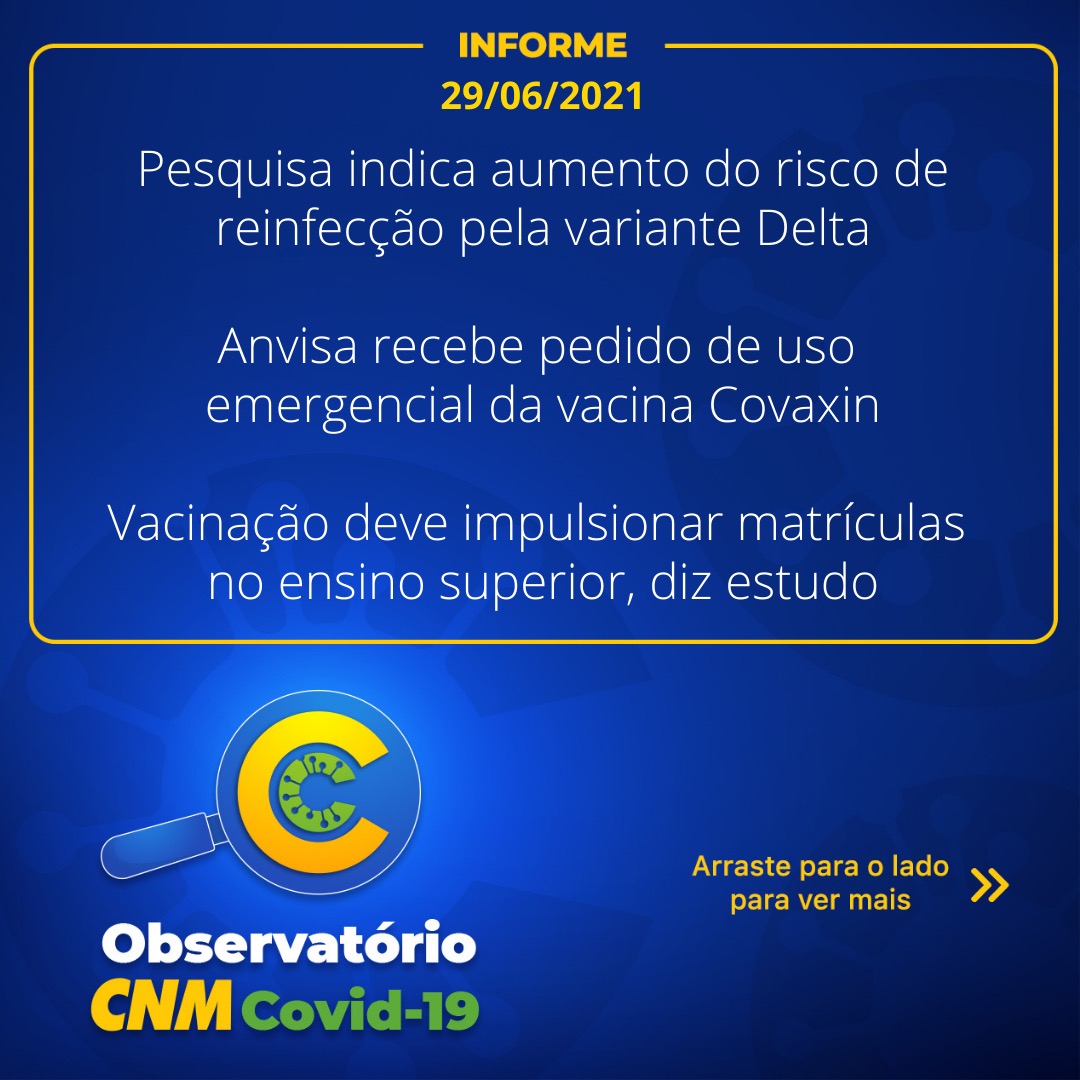 INFORME
29/06/2021
Pesquisa indica aumento do risco de
reinfecção pela variante Delta
Anvisa recebe pedido de uso
emergencial da vacina Covaxin
Vacinação deve impulsionar matrículas
no ensino superior, diz estudo
Arraste para o lado
para ver mais
Observatório
CNM Covid-19